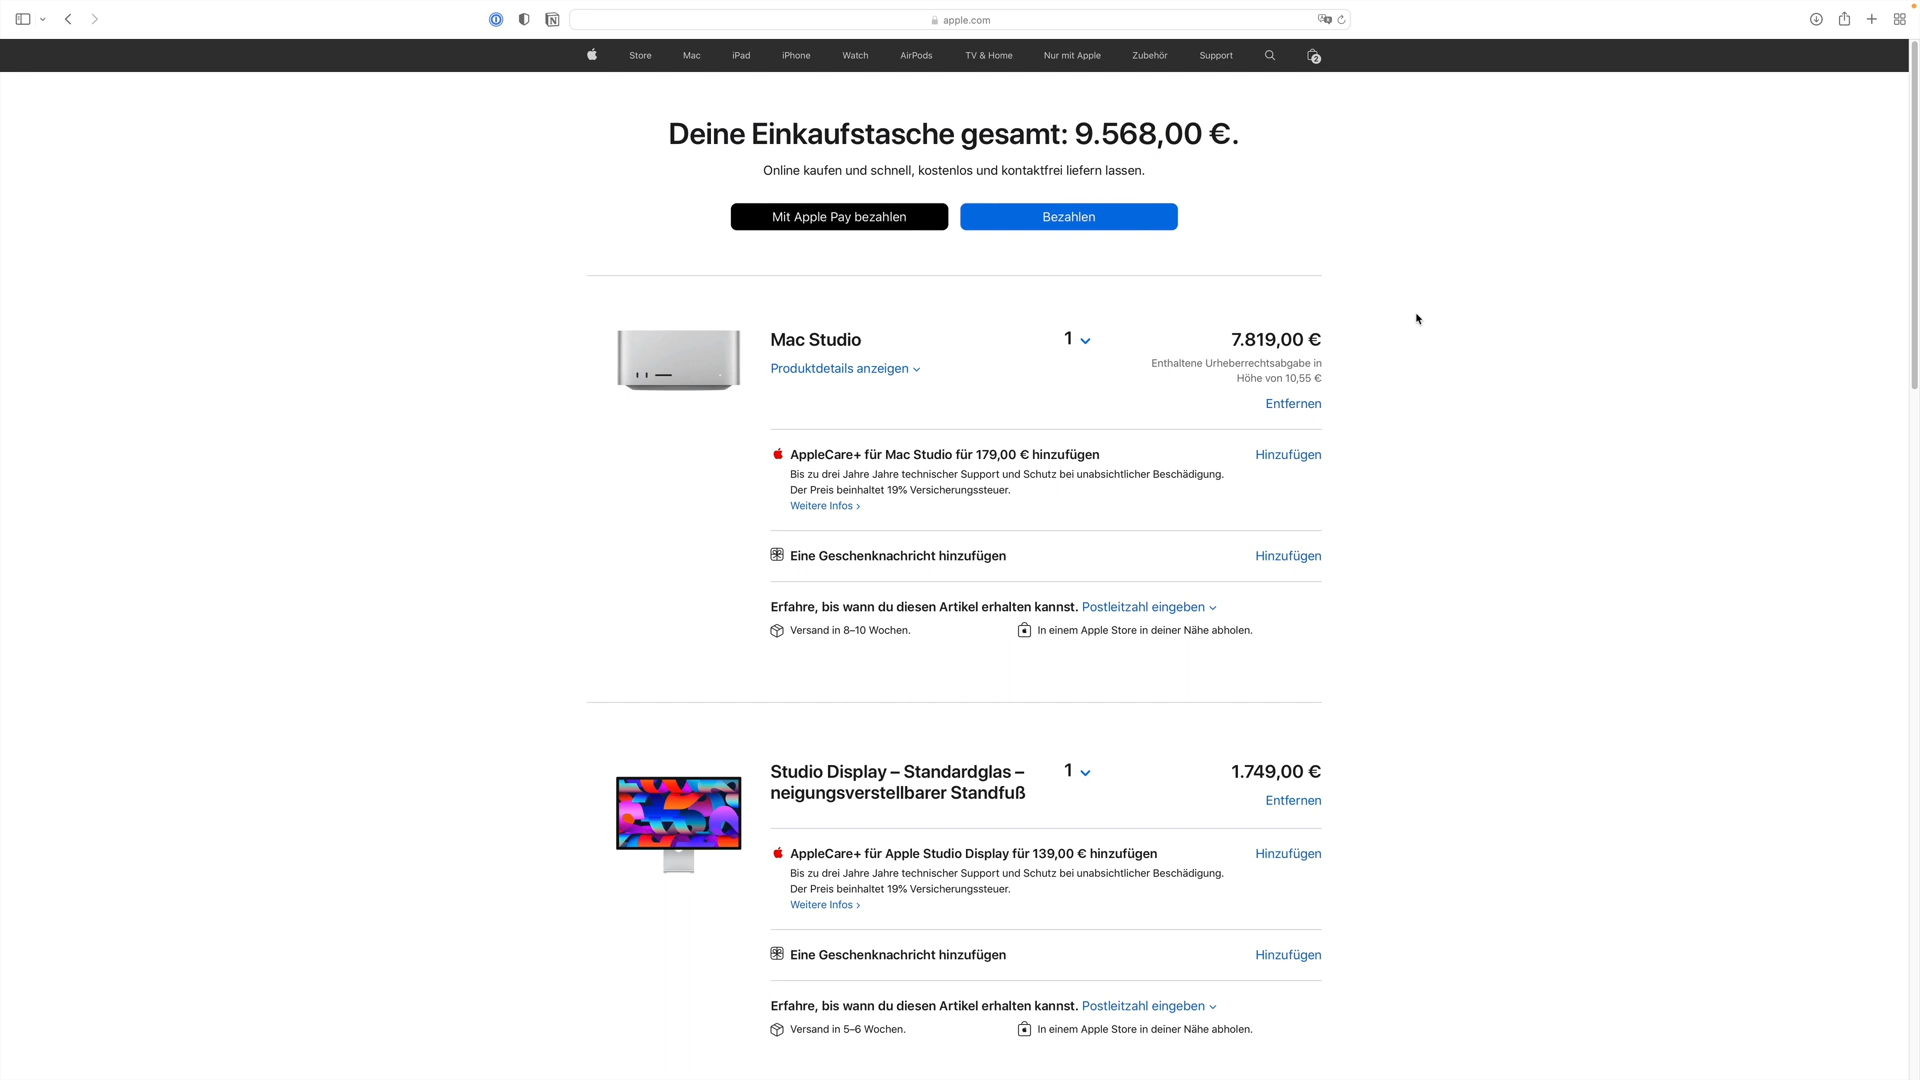 apple.com
Store Mac iPad iPhone Watch AirPods TV & Home Nur mit Apple Zubehör Support 2
Deine Einkaufstasche gesamt: 9.568,00 €.
Online kaufen und schnell, kostenlos und kontaktfrei liefern lassen.
Mit Apple Pay bezahlen Bezahlen
Mac Studio 1 7.819,00 €
Produktdetails anzeigen
Enthaltene Urheberrechtsabgabe in
Höhe von 10,55 €
Entfernen
AppleCare+ für Mac Studio für 179,00 € hinzufügen Hinzufügen
Bis zu drei Jahre Jahre technischer Support und Schutz bei unabsichtlicher Beschädigung.
Der Preis beinhaltet 19% Versicherungssteuer.
Weitere Infos >
Eine Geschenknachricht hinzufügen Hinzufügen
Erfahre, bis wann du diesen Artikel erhalten kannst. Postleitzahl eingeben
Versand in 8–10 Wochen. In einem Apple Store in deiner Nähe abholen.
Studio Display – Standardglas – 1 1.749,00 €
neigungsverstellbarer Standfuß
Entfernen
AppleCare+ für Apple Studio Display für 139,00 € hinzufügen Hinzufügen
Bis zu drei Jahre Jahre technischer Support und Schutz bei unabsichtlicher Beschädigung.
Der Preis beinhaltet 19% Versicherungssteuer.
Weitere Infos >
Eine Geschenknachricht hinzufügen Hinzufügen
Erfahre, bis wann du diesen Artikel erhalten kannst. Postleitzahl eingeben
Versand in 5–6 Wochen. In einem Apple Store in deiner Nähe abholen.